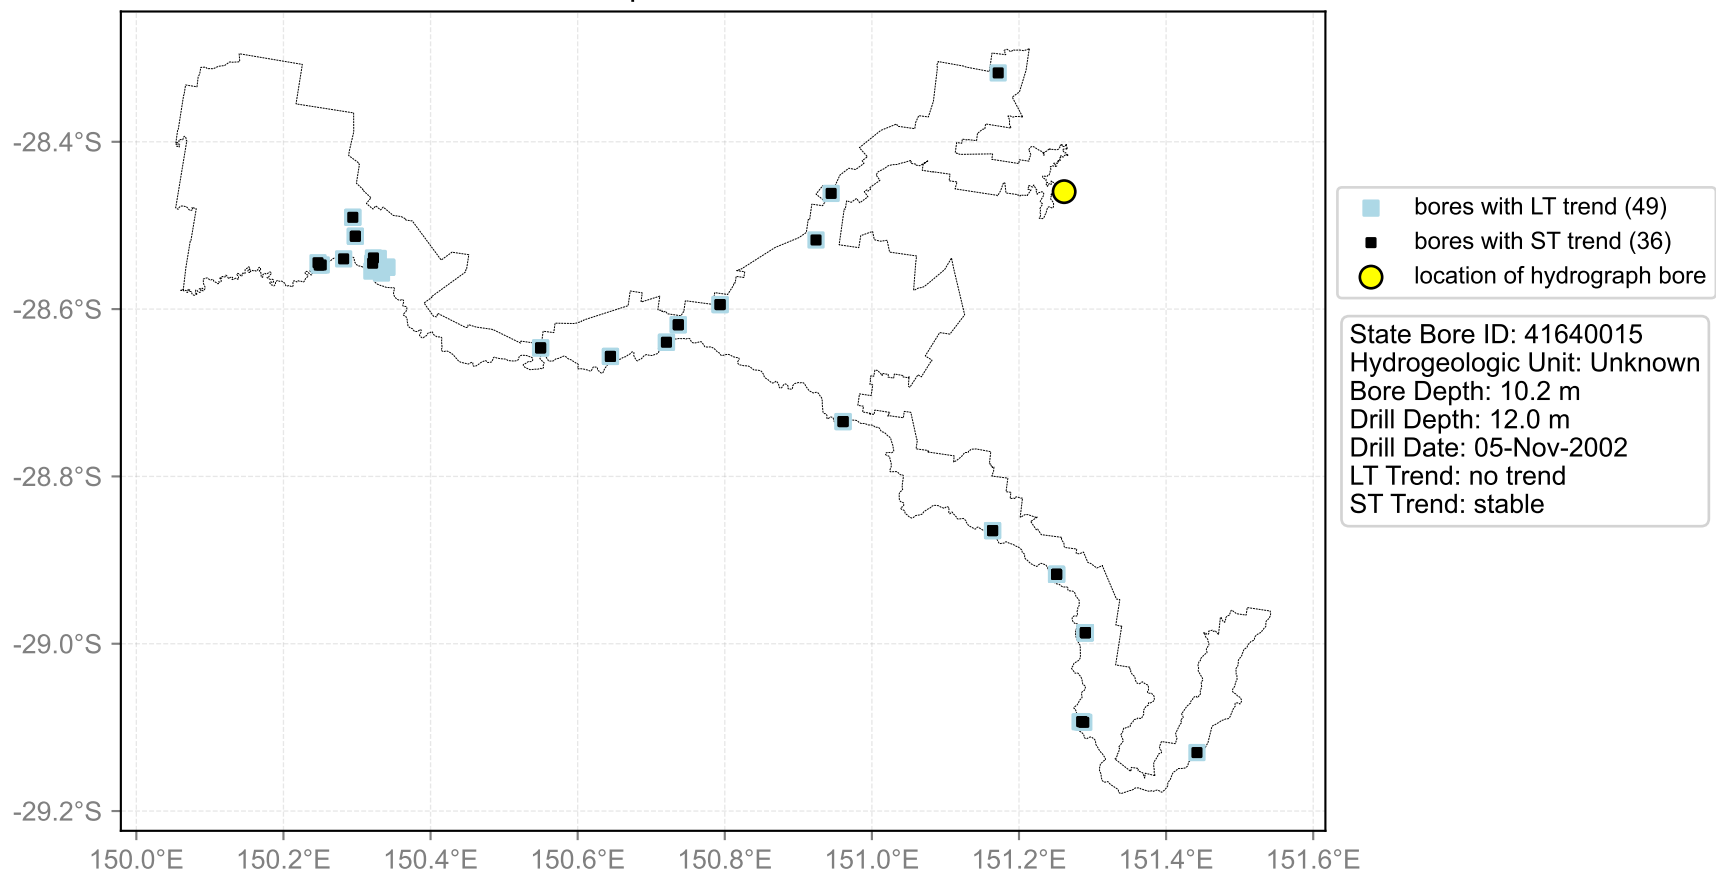 -28.4°S
-28.6°S
-28.8°S
-29.0°S
-29.2°S
150.0°E 150.2°E 150.4°E 150.6°E 150.8°E 151.0°E 151.2°E 151.4°E 151.6°E
bores with LT trend (49)
bores with ST trend (36)
location of hydrograph bore
State Bore ID: 41640015
Hydrogeologic Unit: Unknown
Bore Depth: 10.2 m
Drill Depth: 12.0 m
Drill Date: 05-Nov-2002
LT Trend: no trend
ST Trend: stable